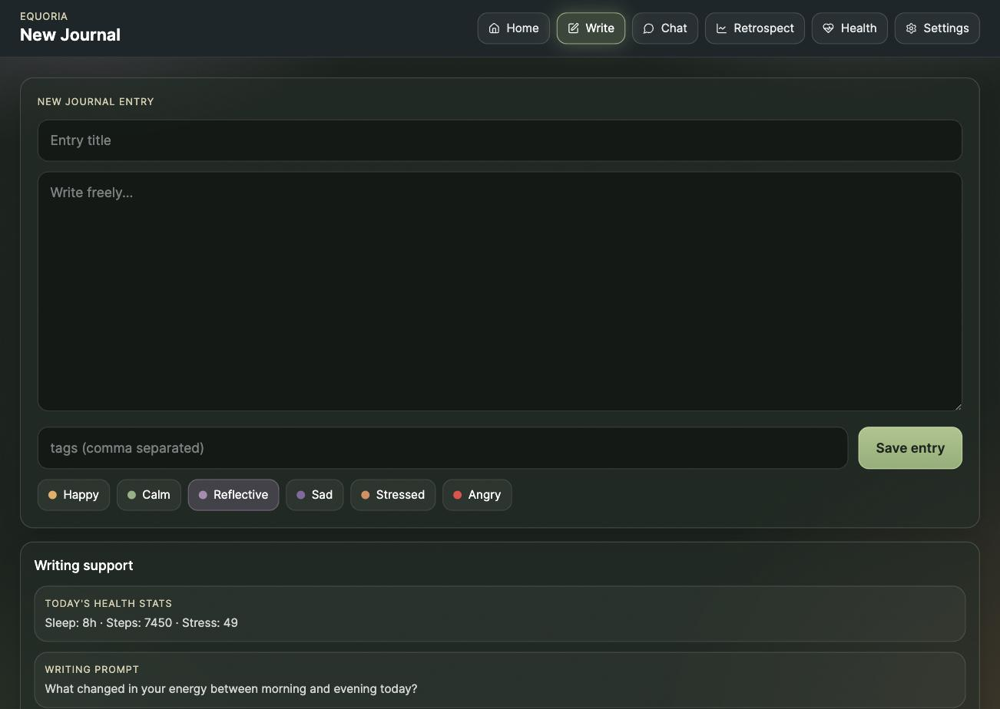 EQUORIA
New Journal
Home
Write
Chat
Retrospect
Health
Settings
NEW JOURNAL ENTRY
Entry title
Write freely...
tags (comma separated)
Save entry
Happy
Calm
Reflective
Sad
Stressed
Angry
Writing support
TODAY'S HEALTH STATS
Sleep: 8h · Steps: 7450 · Stress: 49
WRITING PROMPT
What changed in your energy between morning and evening today?